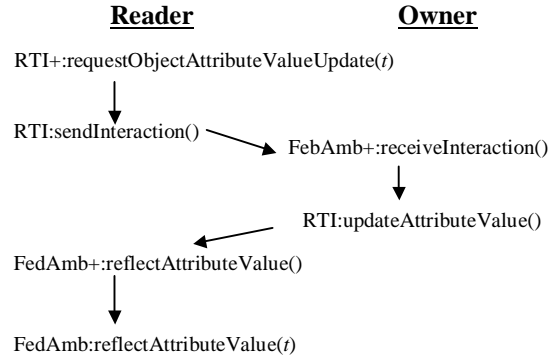 Reader Owner
RTI+:requestObjectAttributeValueUpdate(t)
RTI:sendInteraction()
FebAmb+:receiveInteraction()
RTI:updateAttributeValue()
FedAmb+:reflectAttributeValue()
FedAmb:reflectAttributeValue(t)